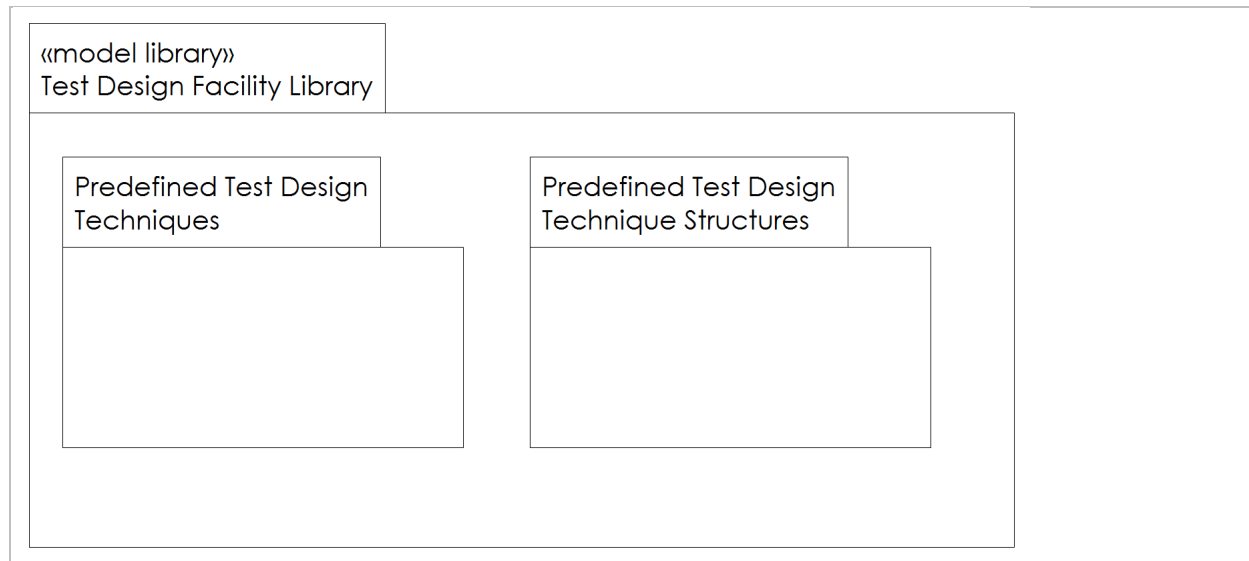 «model library»
Test Design Facility Library
Predefined Test Design
Techniques
Predefined Test Design
Technique Structures